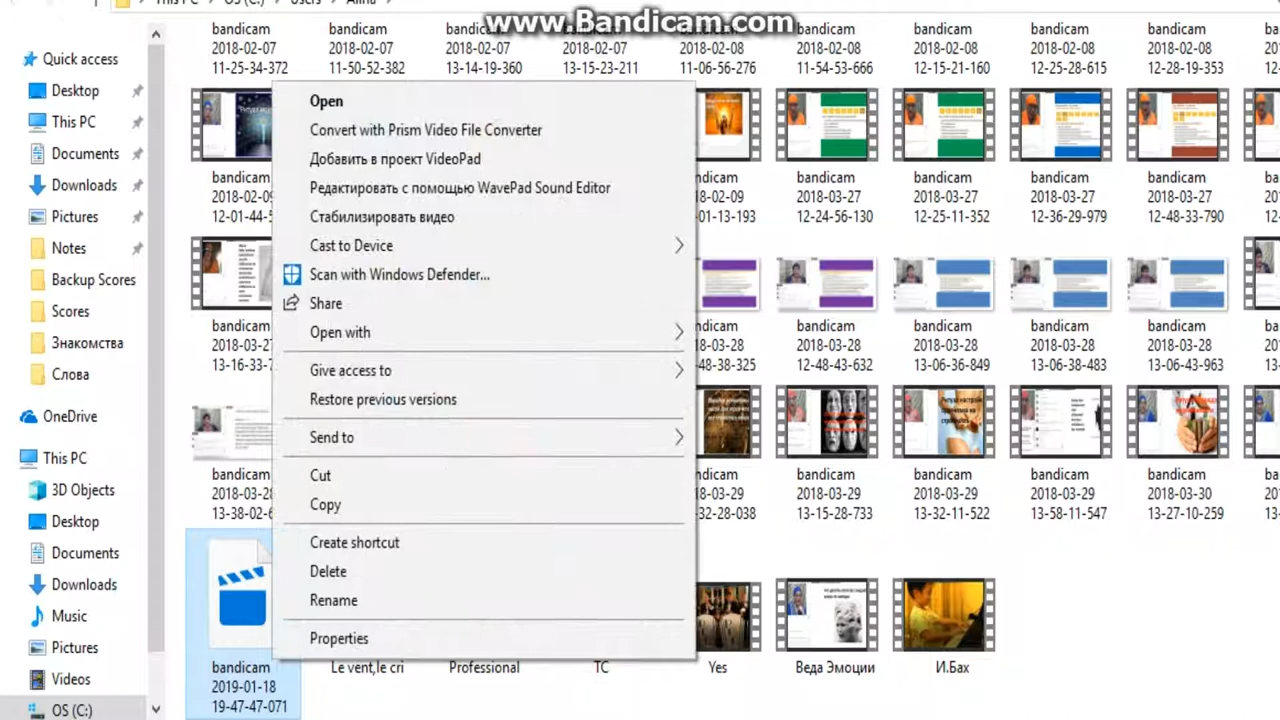 This PC
OS (C:)
Users
Alina
www.Bandicam.com
Quick access
Desktop
This PC
Documents
Downloads
Pictures
Notes
Backup Scores
Scores
Знакомства
Слова
OneDrive
This PC
3D Objects
Desktop
Documents
Downloads
Music
Pictures
Videos
OS (C:)
bandicam
2018-02-07
11-25-34-372
bandicam
2018-02-07
11-50-52-382
bandicam
2018-02-07
13-14-19-360
bandicam
2018-02-07
13-15-23-211
bandicam
2018-02-08
11-06-56-276
bandicam
2018-02-08
11-54-53-666
bandicam
2018-02-08
12-15-21-160
bandicam
2018-02-08
12-25-28-615
bandicam
2018-02-08
12-28-19-353
Open
Convert with Prism Video File Converter
Добавить в проект VideoPad
Редактировать с помощью WavePad Sound Editor
Стабилизировать видео
Cast to Device
Scan with Windows Defender...
Share
Open with
Give access to
Restore previous versions
Send to
Cut
Copy
Create shortcut
Delete
Rename
Properties
bandicam
2018-03-27
12-24-56-130
bandicam
2018-03-27
12-25-11-352
bandicam
2018-03-27
12-36-29-979
bandicam
2018-03-27
12-48-33-790
bandicam
2018-03-28
12-48-43-632
bandicam
2018-03-28
13-06-36-849
bandicam
2018-03-28
13-06-38-483
bandicam
2018-03-28
13-06-43-963
bandicam
2018-03-29
13-15-28-733
bandicam
2018-03-29
13-32-11-522
bandicam
2018-03-29
13-58-11-547
bandicam
2018-03-30
13-27-10-259
bandicam
2019-01-18
19-47-47-071
Le vent,le cri
Professional
TC
Yes
Веда Эмоции
И.Бах